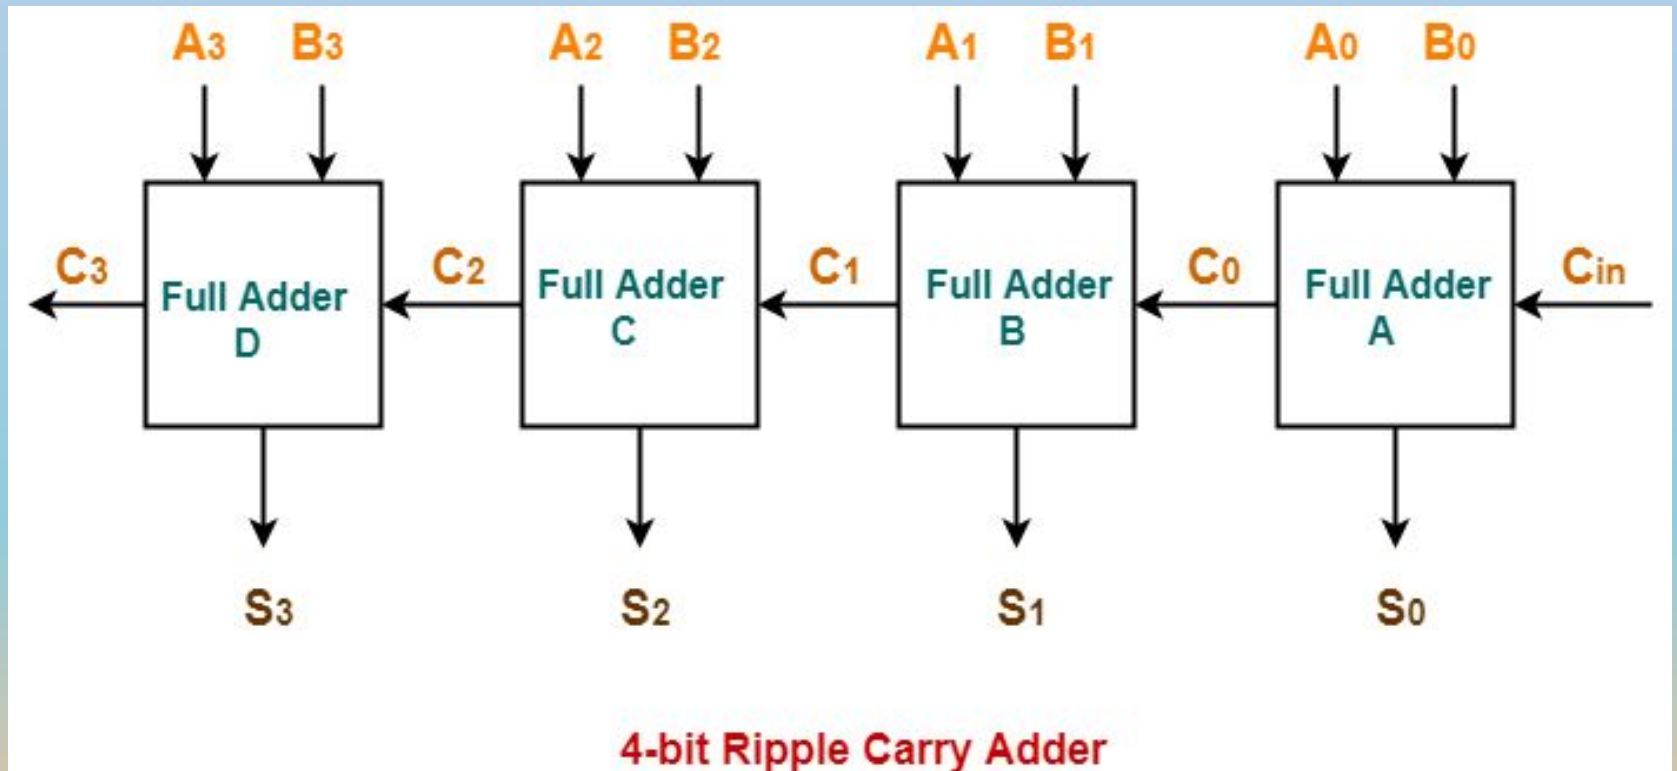 A3 B3 A2 B2 A1 B1 A0 B0
C3 C2 C1 C0 Cin
Full Adder Full Adder Full Adder Full Adder
D C B A
S3 S2 S1 S0
4-bit Ripple Carry Adder